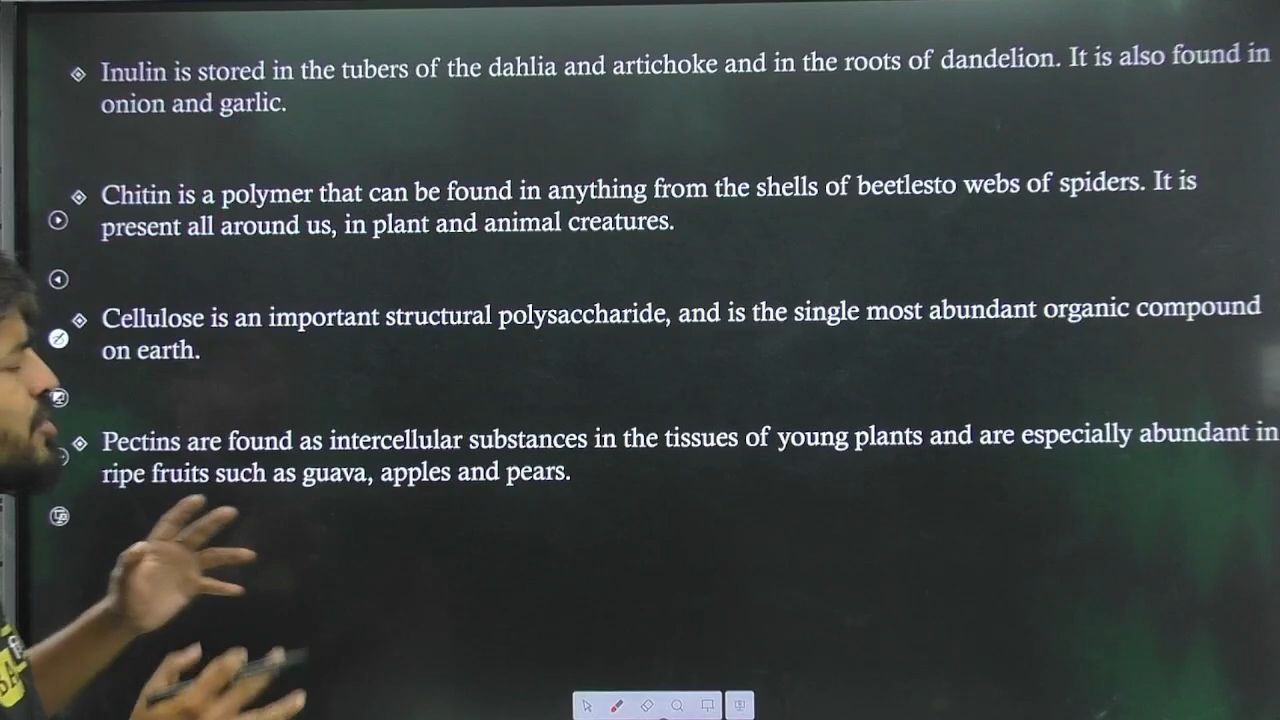 Inulin is stored in the tubers of the dahlia and artichoke and in the roots of dandelion. It is also found in
onion and garlic.
Chitin is a polymer that can be found in anything from the shells of beetlesto webs of spiders. It is
present all around us, in plant and animal creatures.
Cellulose is an important structural polysaccharide, and is the single most abundant organic compound
on earth.
Pectins are found as intercellular substances in the tissues of young plants and are especially abundant in
ripe fruits such as guava, apples and pears.